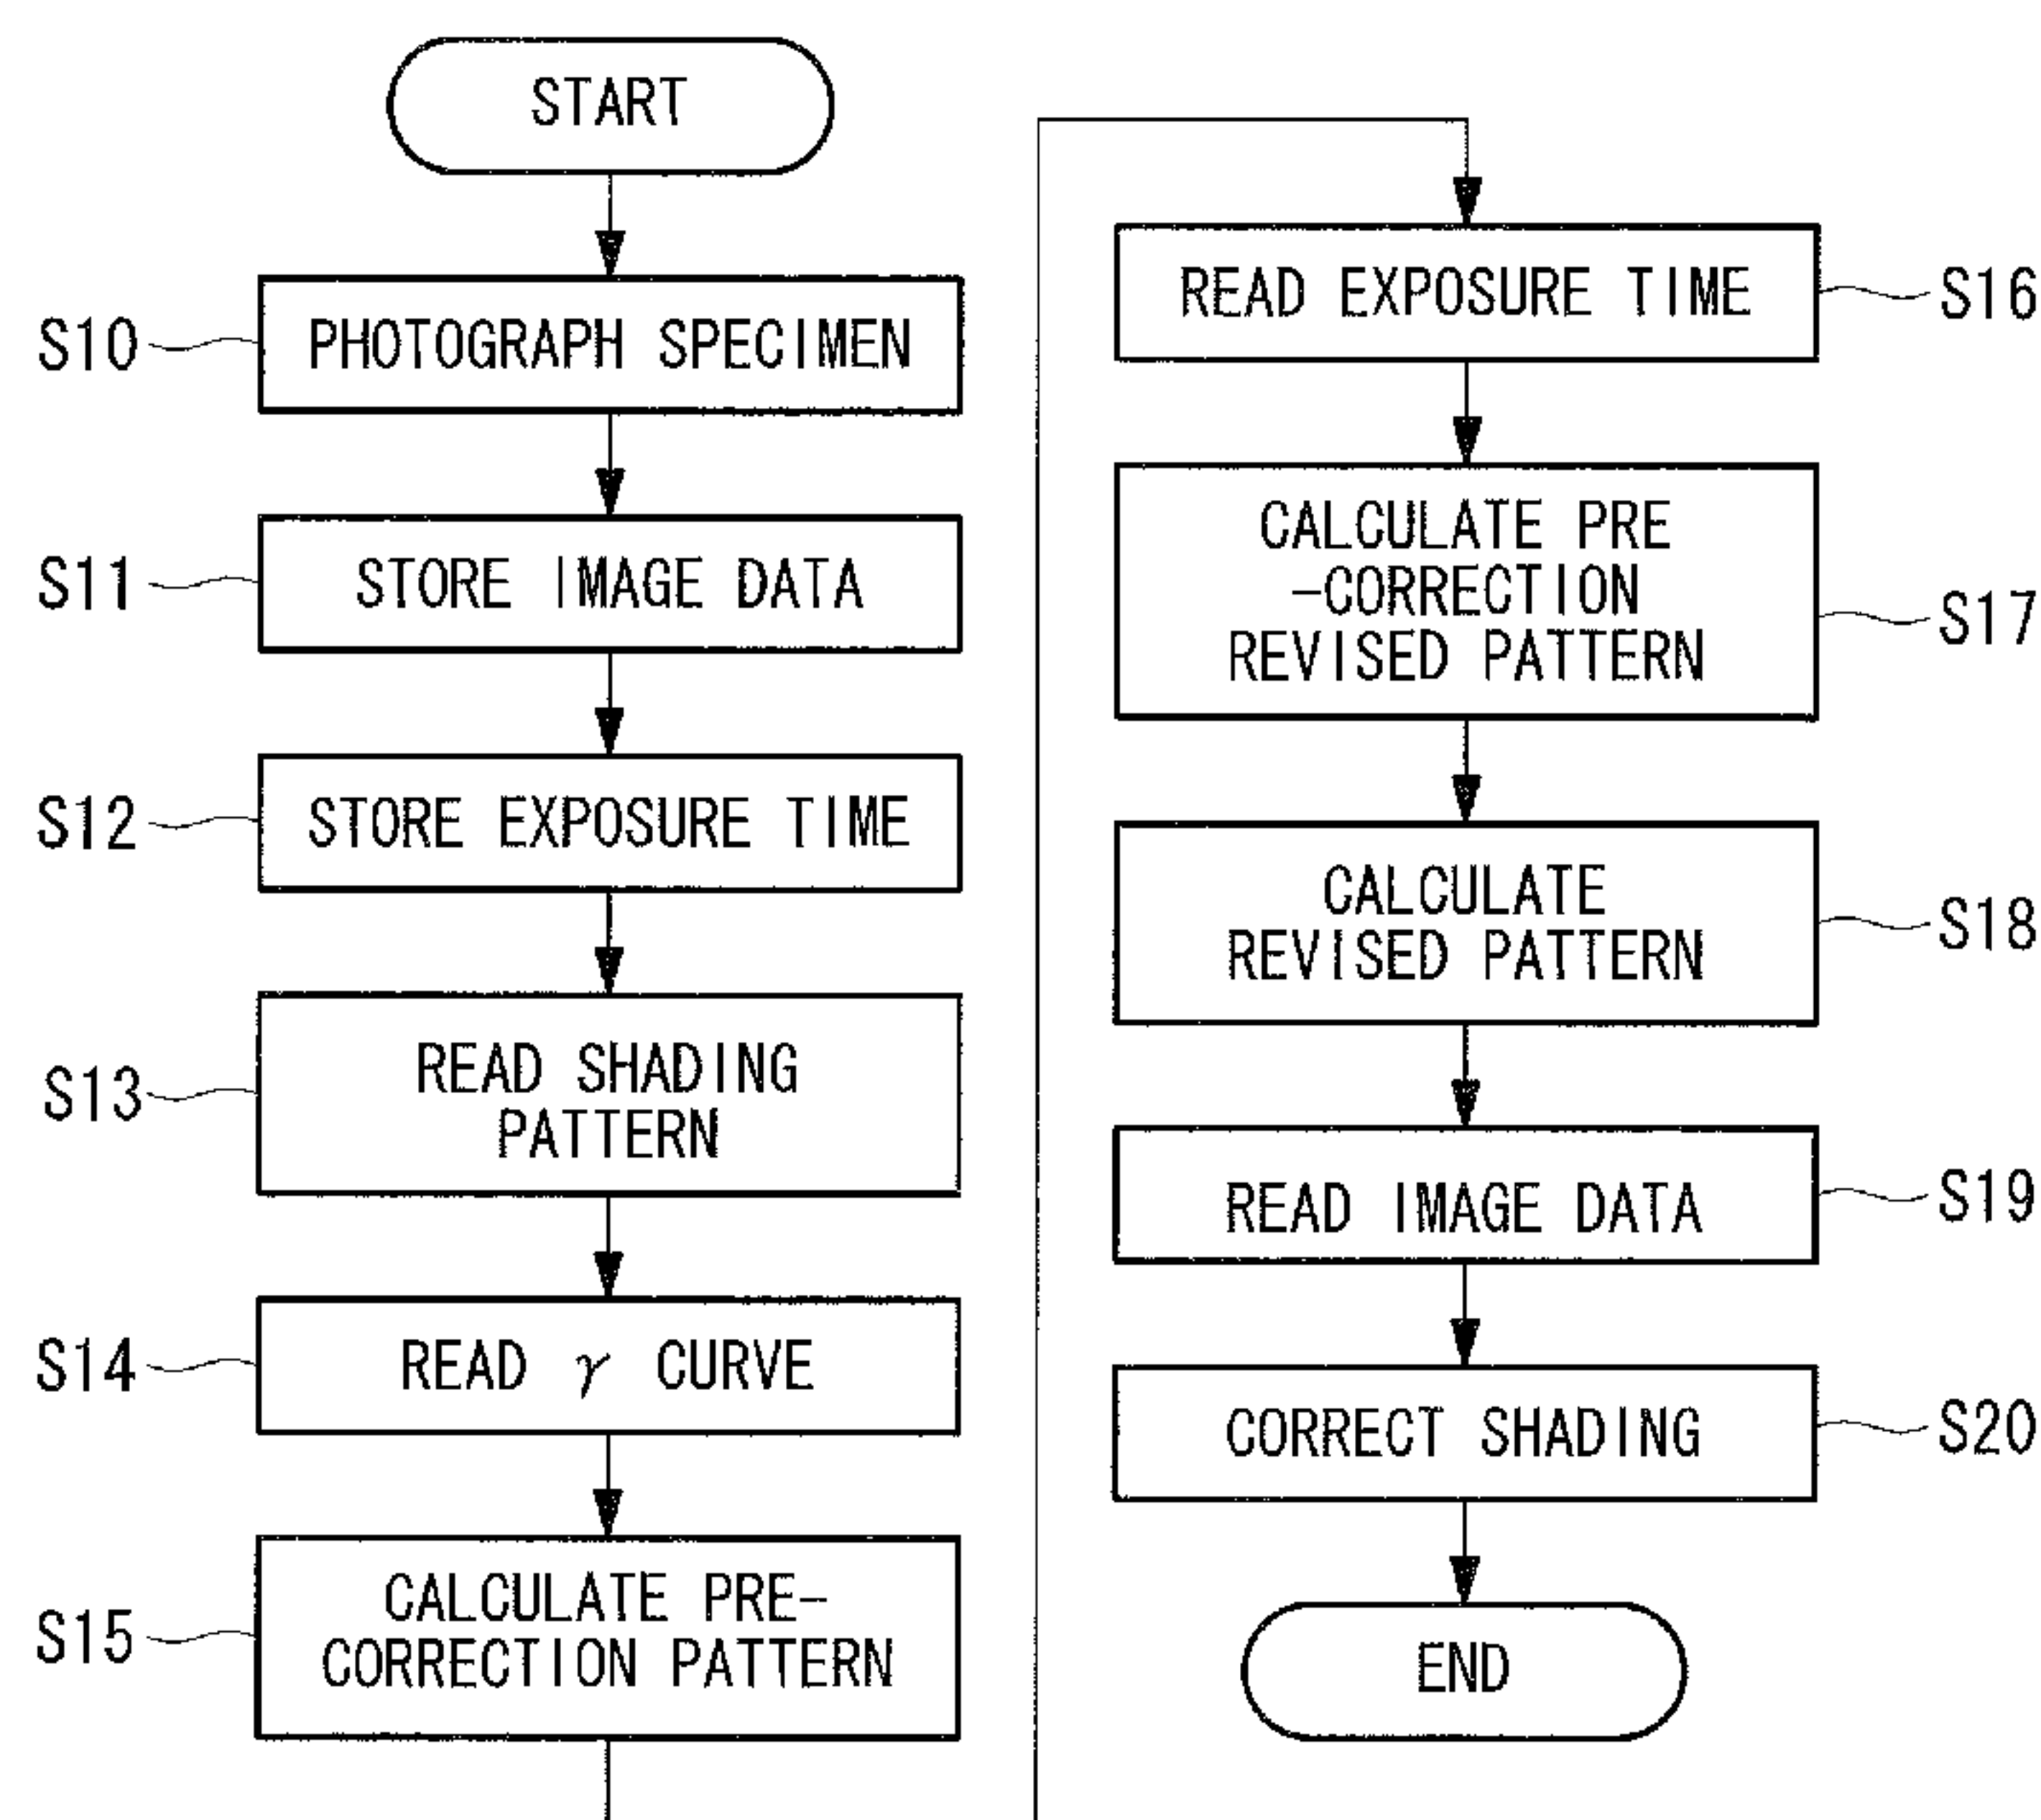 START
S10
PHOTOGRAPH SPECIMEN
S11
STORE IMAGE DATA
S12
STORE EXPOSURE TIME
S13
READ SHADING
PATTERN
S14
READ γ CURVE
S15
CALCULATE PRE-
CORRECTION PATTERN
READ EXPOSURE TIME
S16
CALCULATE PRE
-CORRECTION
REVISED PATTERN
S17
CALCULATE
REVISED PATTERN
S18
READ IMAGE DATA
S19
CORRECT SHADING
S20
END